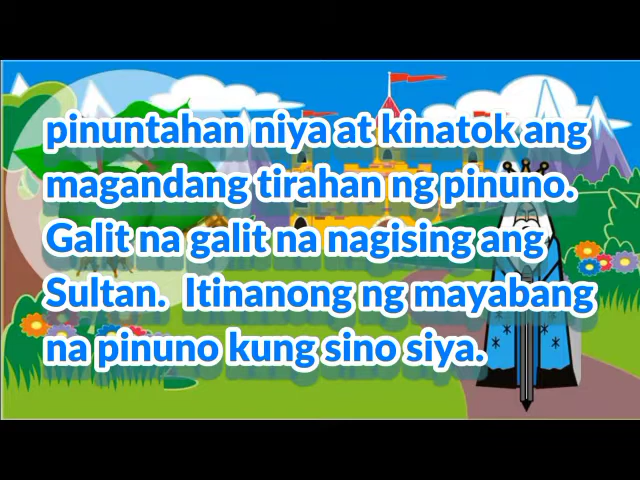 pinuntahan niya at kinatok ang
magandang tirahan ng pinuno.
Galit na galit na nagising ang
Sultan.  Itinanong ng mayabang
na pinuno kung sino siya.